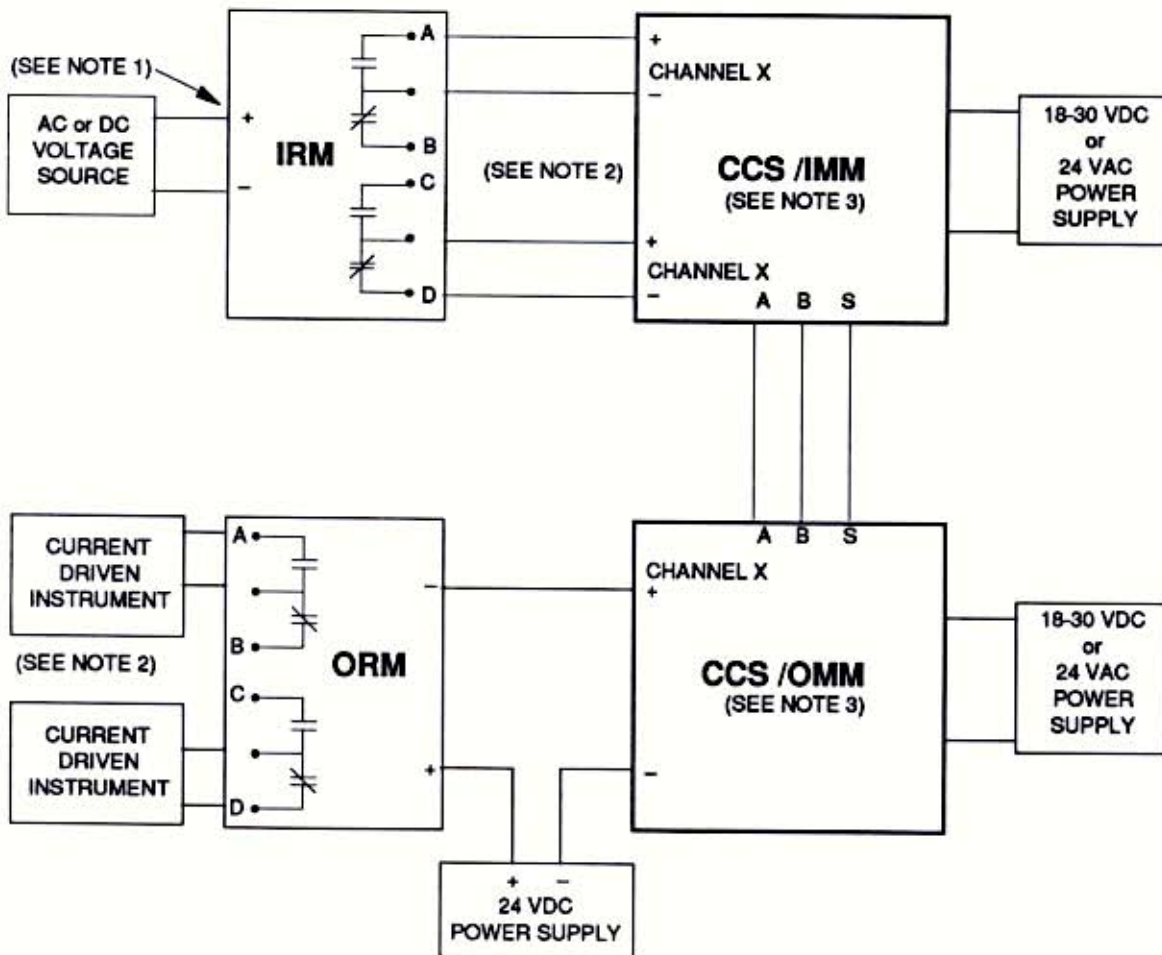 (SEE NOTE 1)
AC or DC
VOLTAGE
SOURCE
+
−
IRM
A
B
C
D
(SEE NOTE 2)
+
CHANNEL X
−
CCS /IMM
(SEE NOTE 3)
+
CHANNEL X
−
A B S
18-30 VDC
or
24 VAC
POWER
SUPPLY
CURRENT
DRIVEN
INSTRUMENT
(SEE NOTE 2)
CURRENT
DRIVEN
INSTRUMENT
A
B
C
D
ORM
−
+
A B S
CHANNEL X
+
CCS /OMM
(SEE NOTE 3)
−
18-30 VDC
or
24 VAC
POWER
SUPPLY
+ −
24 VDC
POWER SUPPLY